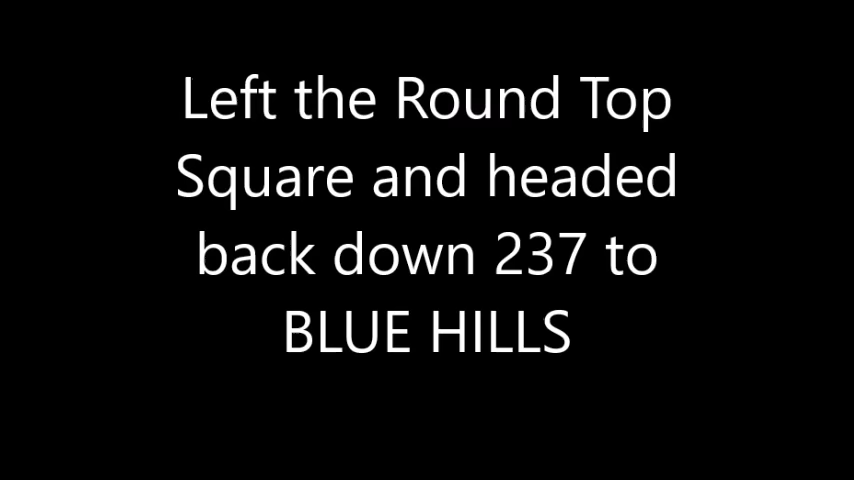 Left the Round Top
Square and headed
back down 237 to
BLUE HILLS